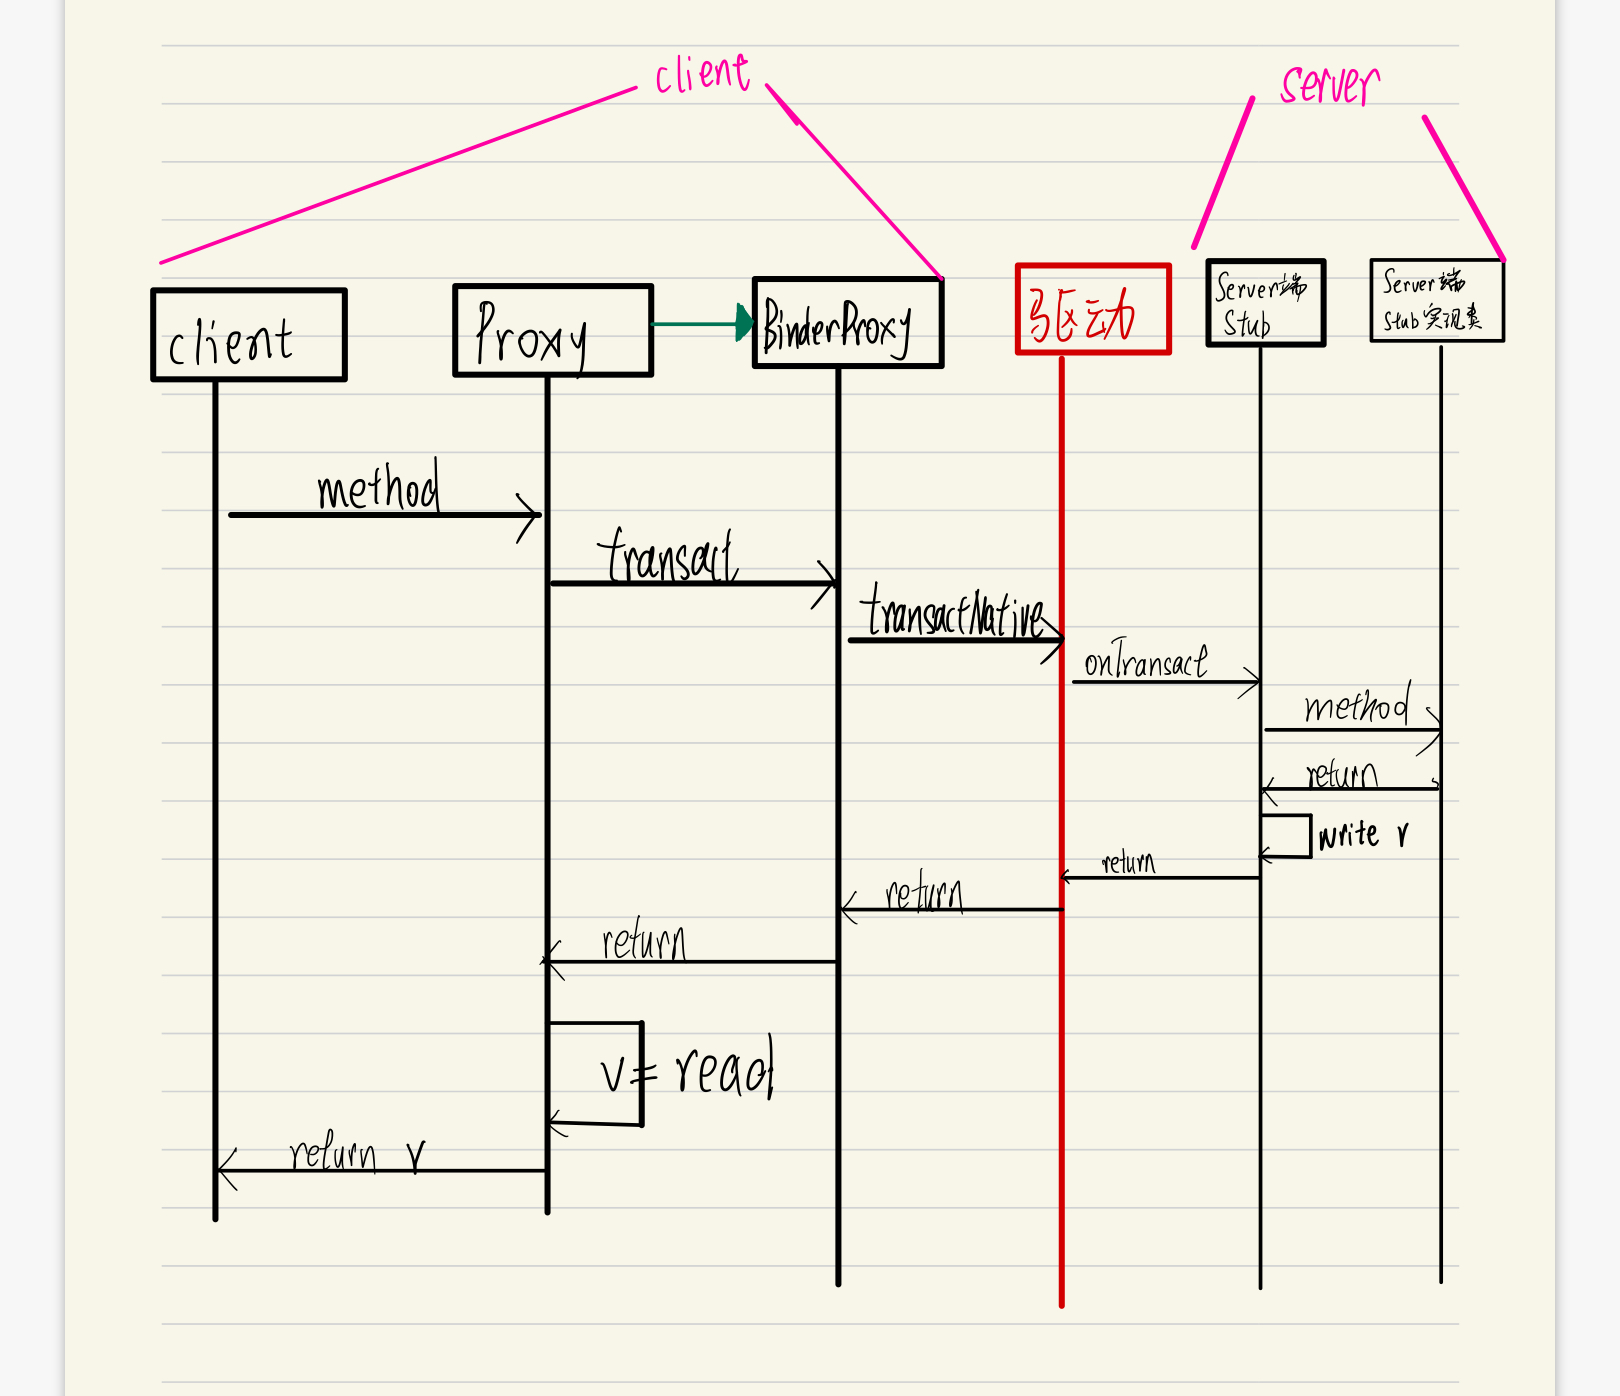 client
server
client
Proxy
BinderProxy
驱动
Server端
Stub
Server端
Stub实现类
method
transact
transactNative
onTransact
method
return
write r
return
return
return
v = read
return v